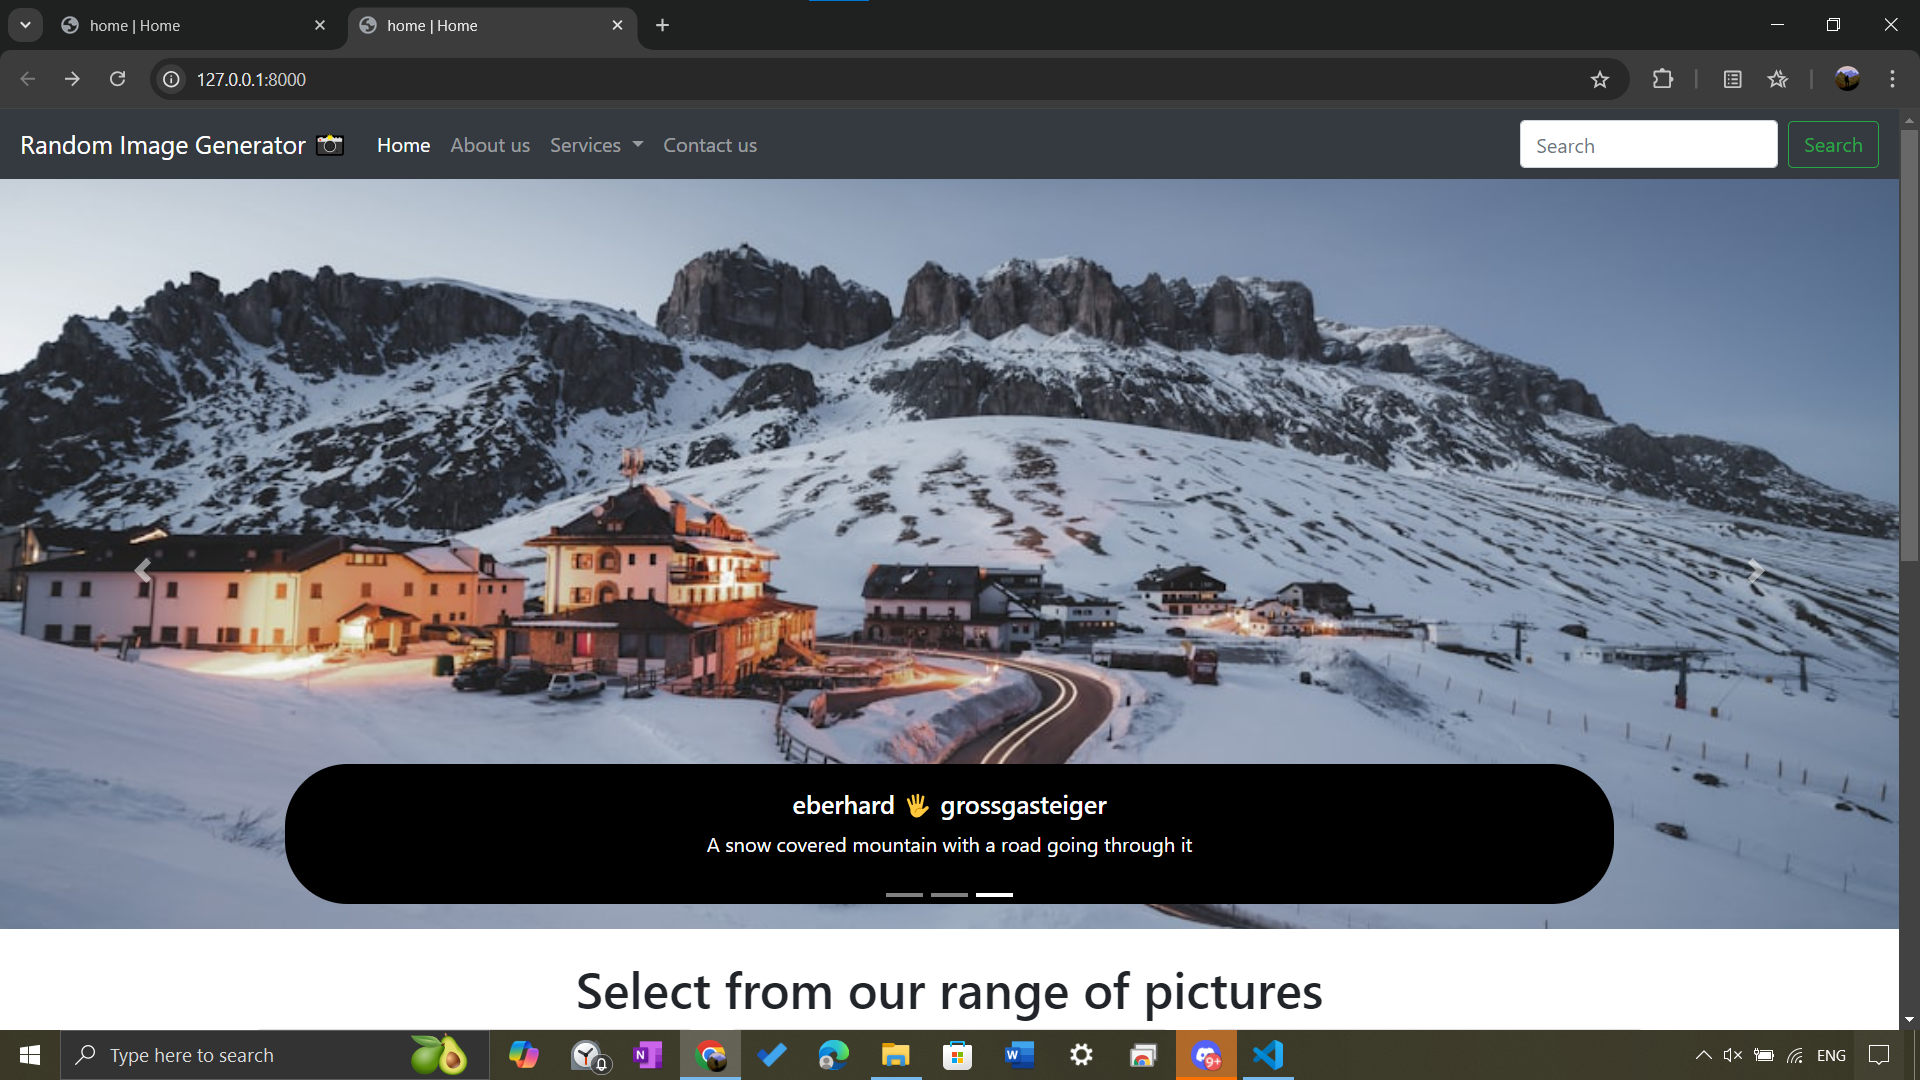 home | Home
home | Home
127.0.0.1:8000
Random Image Generator 📷 Home About us Services Contact us Search Search
eberhard 🖐 grossgasteiger
A snow covered mountain with a road going through it
Select from our range of pictures
Type here to search
N
W
9+
ENG